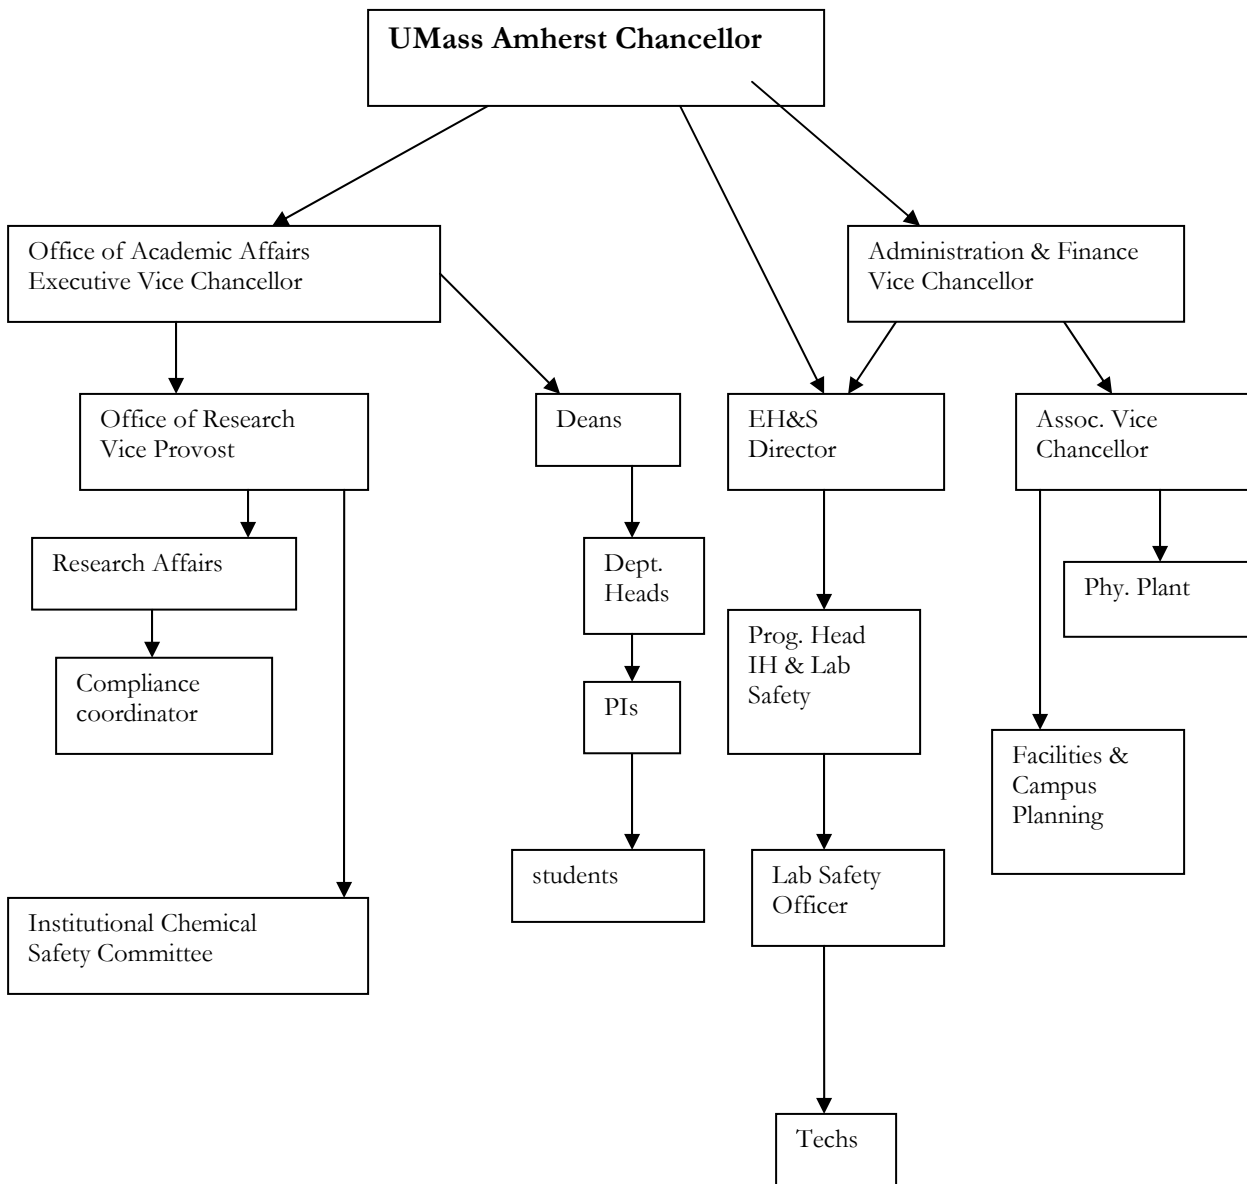 UMass Amherst Chancellor
Office of Academic Affairs
Executive Vice Chancellor
Administration & Finance
Vice Chancellor
Office of Research
Vice Provost
Deans
EH&S
Director
Assoc. Vice
Chancellor
Research Affairs
Dept.
Heads
Phy. Plant
Prog. Head
IH & Lab
Safety
Compliance
coordinator
PIs
Facilities &
Campus
Planning
students
Lab Safety
Officer
Institutional Chemical
Safety Committee
Techs